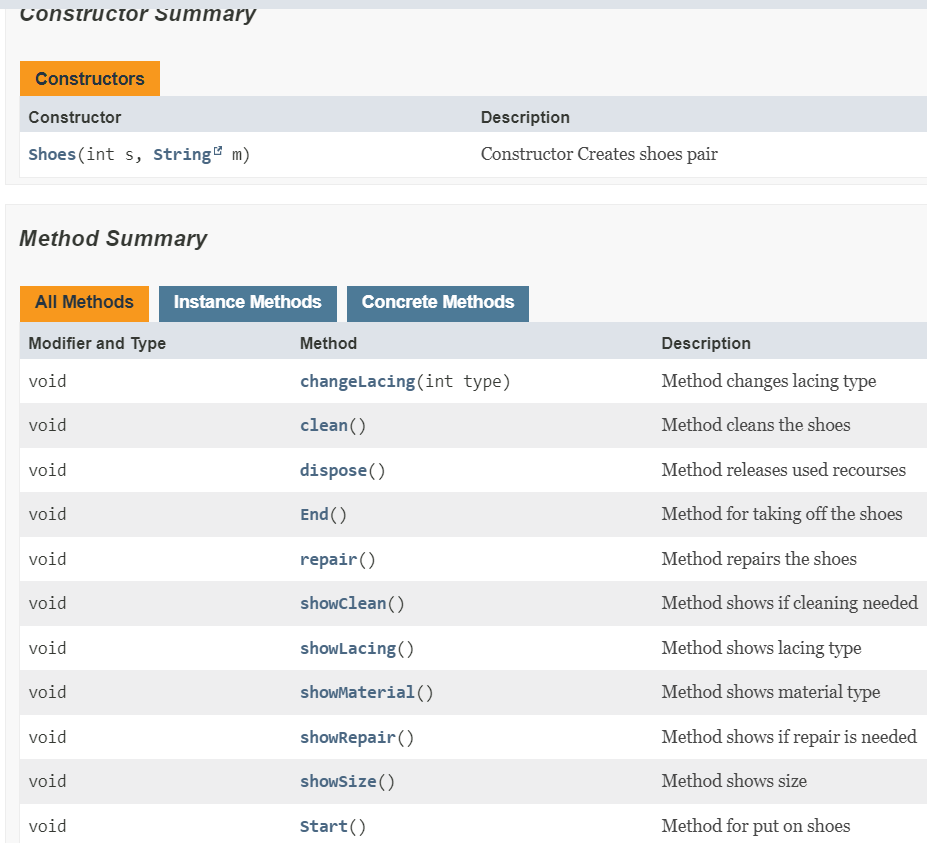 Constructor Summary
Constructors
Constructor Description
Shoes(int s, String m) Constructor Creates shoes pair
Method Summary
All Methods Instance Methods Concrete Methods
Modifier and Type Method Description
void changeLacing(int type) Method changes lacing type
void clean() Method cleans the shoes
void dispose() Method releases used recourses
void End() Method for taking off the shoes
void repair() Method repairs the shoes
void showClean() Method shows if cleaning needed
void showLacing() Method shows lacing type
void showMaterial() Method shows material type
void showRepair() Method shows if repair is needed
void showSize() Method shows size
void Start() Method for put on shoes